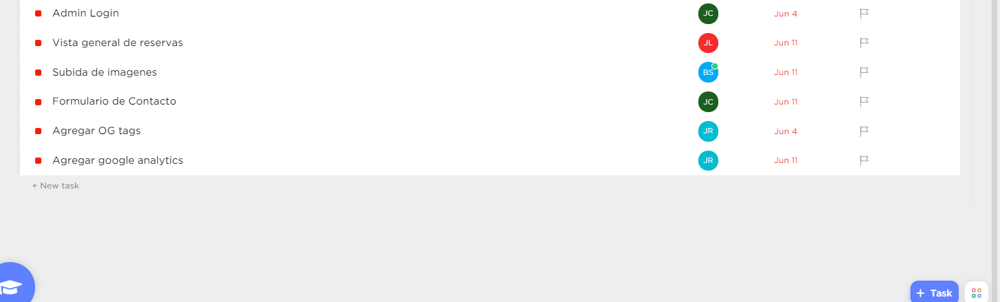 Admin Login JC Jun 4
Vista general de reservas JL Jun 11
Subida de imagenes BS Jun 11
Formulario de Contacto JC Jun 11
Agregar OG tags JR Jun 4
Agregar google analytics JR Jun 11
+ New task
+ Task